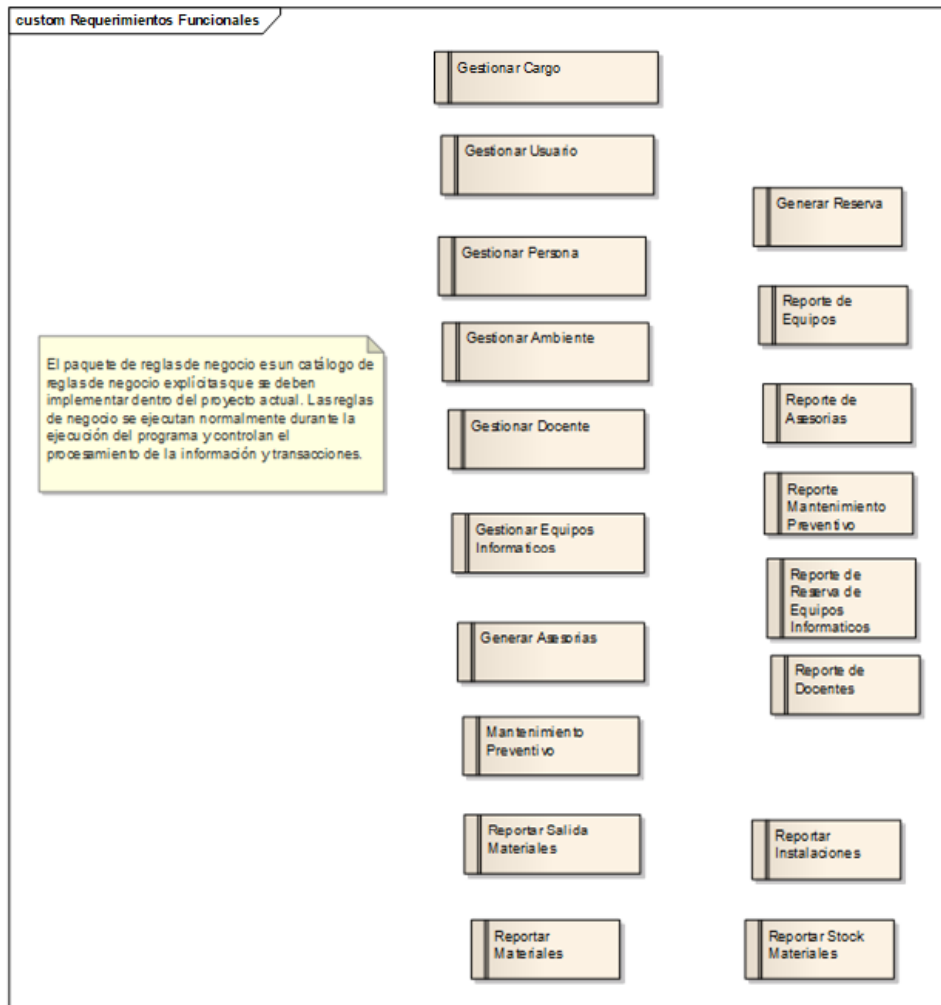 custom Requerimientos Funcionales
Gestionar Cargo
Gestionar Usuario
Generar Reserva
Gestionar Persona
Reporte de
Equipos
Gestionar Ambiente
El paquete de reglas de negocio es un catálogo de
reglas de negocio explícitas que se deben
implementar dentro del proyecto actual. Las reglas
de negocio se ejecutan normalmente durante la
ejecución del programa y controlan el
procesamiento de la información y transacciones.
Reporte de
Asesorias
Gestionar Docente
Reporte
Mantenimiento
Preventivo
Gestionar Equipos
Informaticos
Reporte de
Reserva de
Equipos
Informaticos
Generar Asesorias
Reporte de
Docentes
Mantenimiento
Preventivo
Reportar Salida
Materiales
Reportar
Instalaciones
Reportar
Materiales
Reportar Stock
Materiales